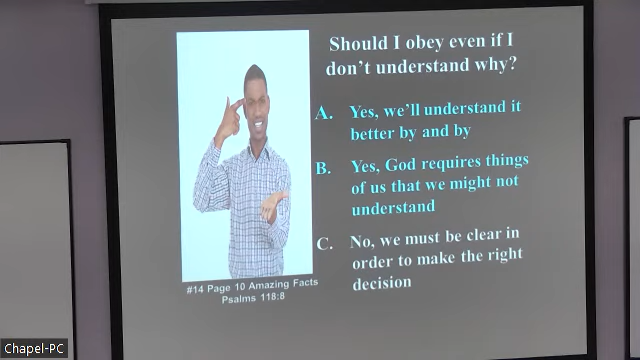 Should I obey even if I
don't understand why?
A. Yes, we'll understand it
better by and by
B. Yes, God requires things
of us that we might not
understand
C. No, we must be clear in
order to make the right
decision
#14 Page 10 Amazing Facts
Psalms 118:8
Chapel-PC